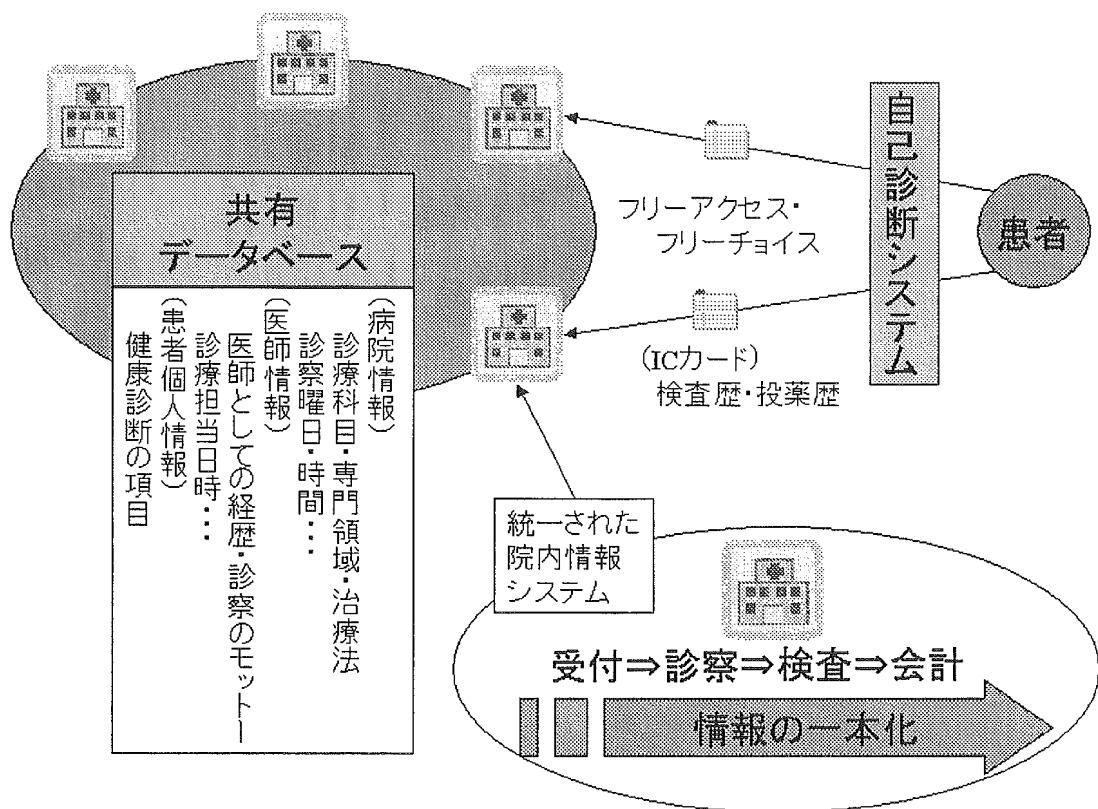 共有
データベース
(病院情報)
診療科目・専門領域・治療法
診察曜日・時間・・・
(医師情報)
医師としての経歴・診察のモットー
診療担当日時・・・
(患者個人情報)
健康診断の項目
フリーアクセス・
フリーチョイス
(ICカード)
検査歴・投薬歴
自己診断システム
患者
統一された
院内情報
システム
受付⇒診察⇒検査⇒会計
情報の一本化